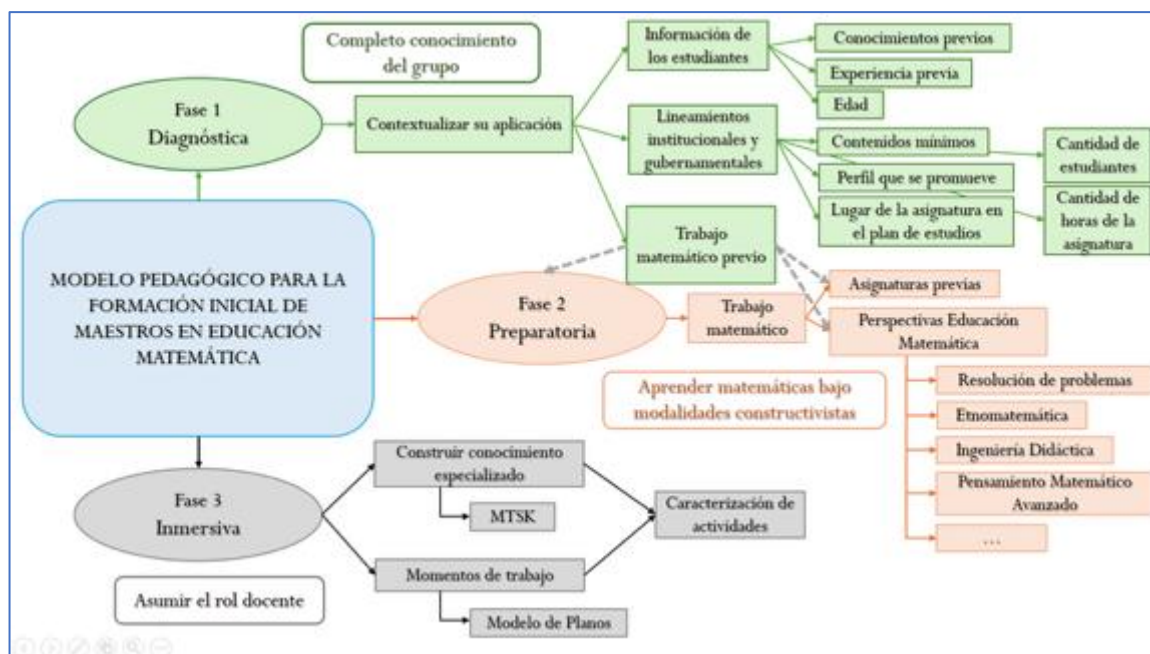 Completo conocimiento
del grupo
Fase 1
Diagnóstica
Contextualizar su aplicación
Información de
los estudiantes
Conocimientos previos
Experiencia previa
Edad
Lineamientos
institucionales y
gubernamentales
Contenidos mínimos
Perfil que se promueve
Lugar de la asignatura en
el plan de estudios
Cantidad de
estudiantes
Cantidad de
horas de la
asignatura
Trabajo
matemático previo
MODELO PEDAGÓGICO PARA LA
FORMACIÓN INICIAL DE
MAESTROS EN EDUCACIÓN
MATEMÁTICA
Fase 2
Preparatoria
Trabajo
matemático
Asignaturas previas
Perspectivas Educación
Matemática
Aprender matemáticas bajo
modalidades constructivistas
Resolución de problemas
Etnomatemática
Ingeniería Didáctica
Pensamiento Matemático
Avanzado
...
Fase 3
Inmersiva
Construir conocimiento
especializado
MTSK
Caracterización de
actividades
Momentos de trabajo
Modelo de Planos
Asumir el rol docente